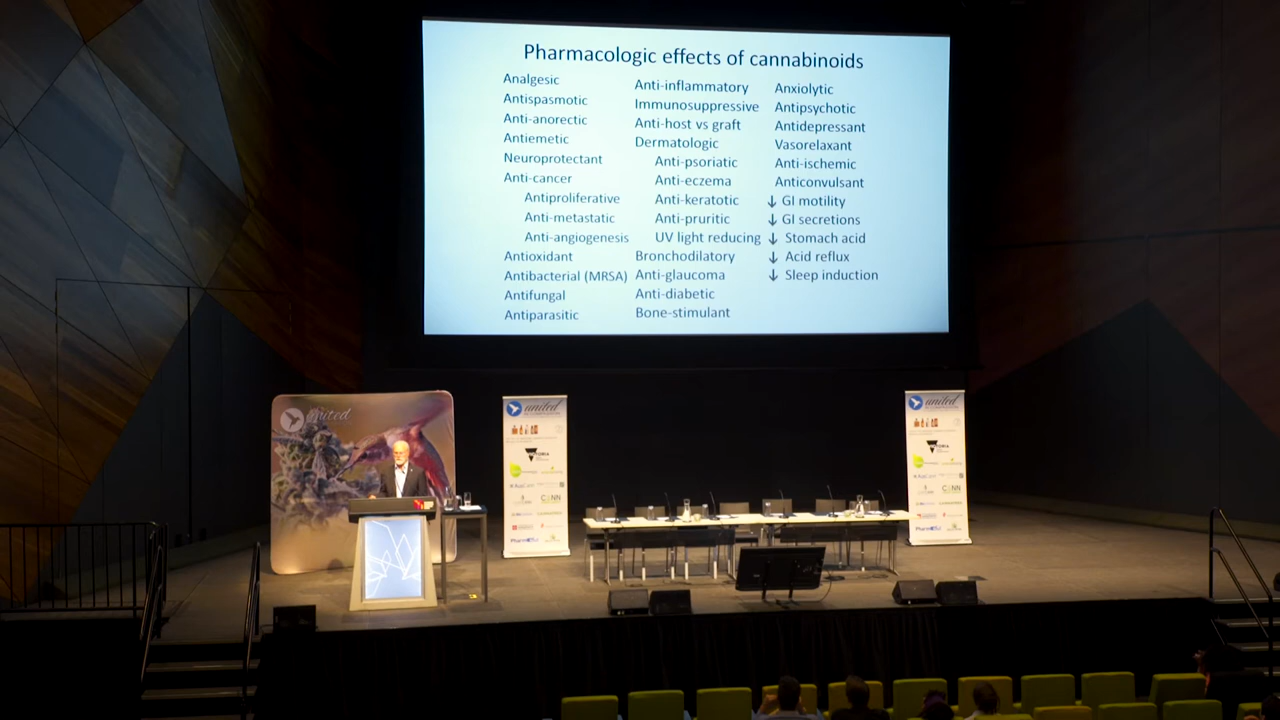 Pharmacologic effects of cannabinoids
Analgesic
Antispasmotic
Anti-anorectic
Antiemetic
Neuroprotectant
Anti-cancer
Antiproliferative
Anti-metastatic
Anti-angiogenesis
Antioxidant
Antibacterial (MRSA)
Antifungal
Antiparasitic
Anti-inflammatory
Immunosuppressive
Anti-host vs graft
Dermatologic
Anti-psoriatic
Anti-eczema
Anti-keratotic
Anti-pruritic
UV light reducing
Bronchodilatory
Anti-glaucoma
Anti-diabetic
Bone-stimulant
Anxiolytic
Antipsychotic
Antidepressant
Vasorelaxant
Anti-ischemic
Anticonvulsant
↓ GI motility
↓ GI secretions
↓ Stomach acid
↓ Acid reflux
↓ Sleep induction
united
united
united